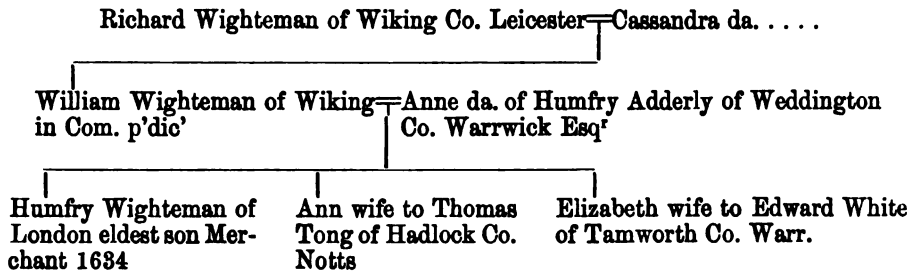 Richard Wighteman of Wiking Co. Leicester=Cassandra da. . . . .
William Wighteman of Wiking=Anne da. of Humfry Adderly of Weddington
in Com. p'dic' Co. Warrwick Esqʳ
Humfry Wighteman of
London eldest son Mer-
chant 1634
Ann wife to Thomas
Tong of Hadlock Co.
Notts
Elizabeth wife to Edward White
of Tamworth Co. Warr.